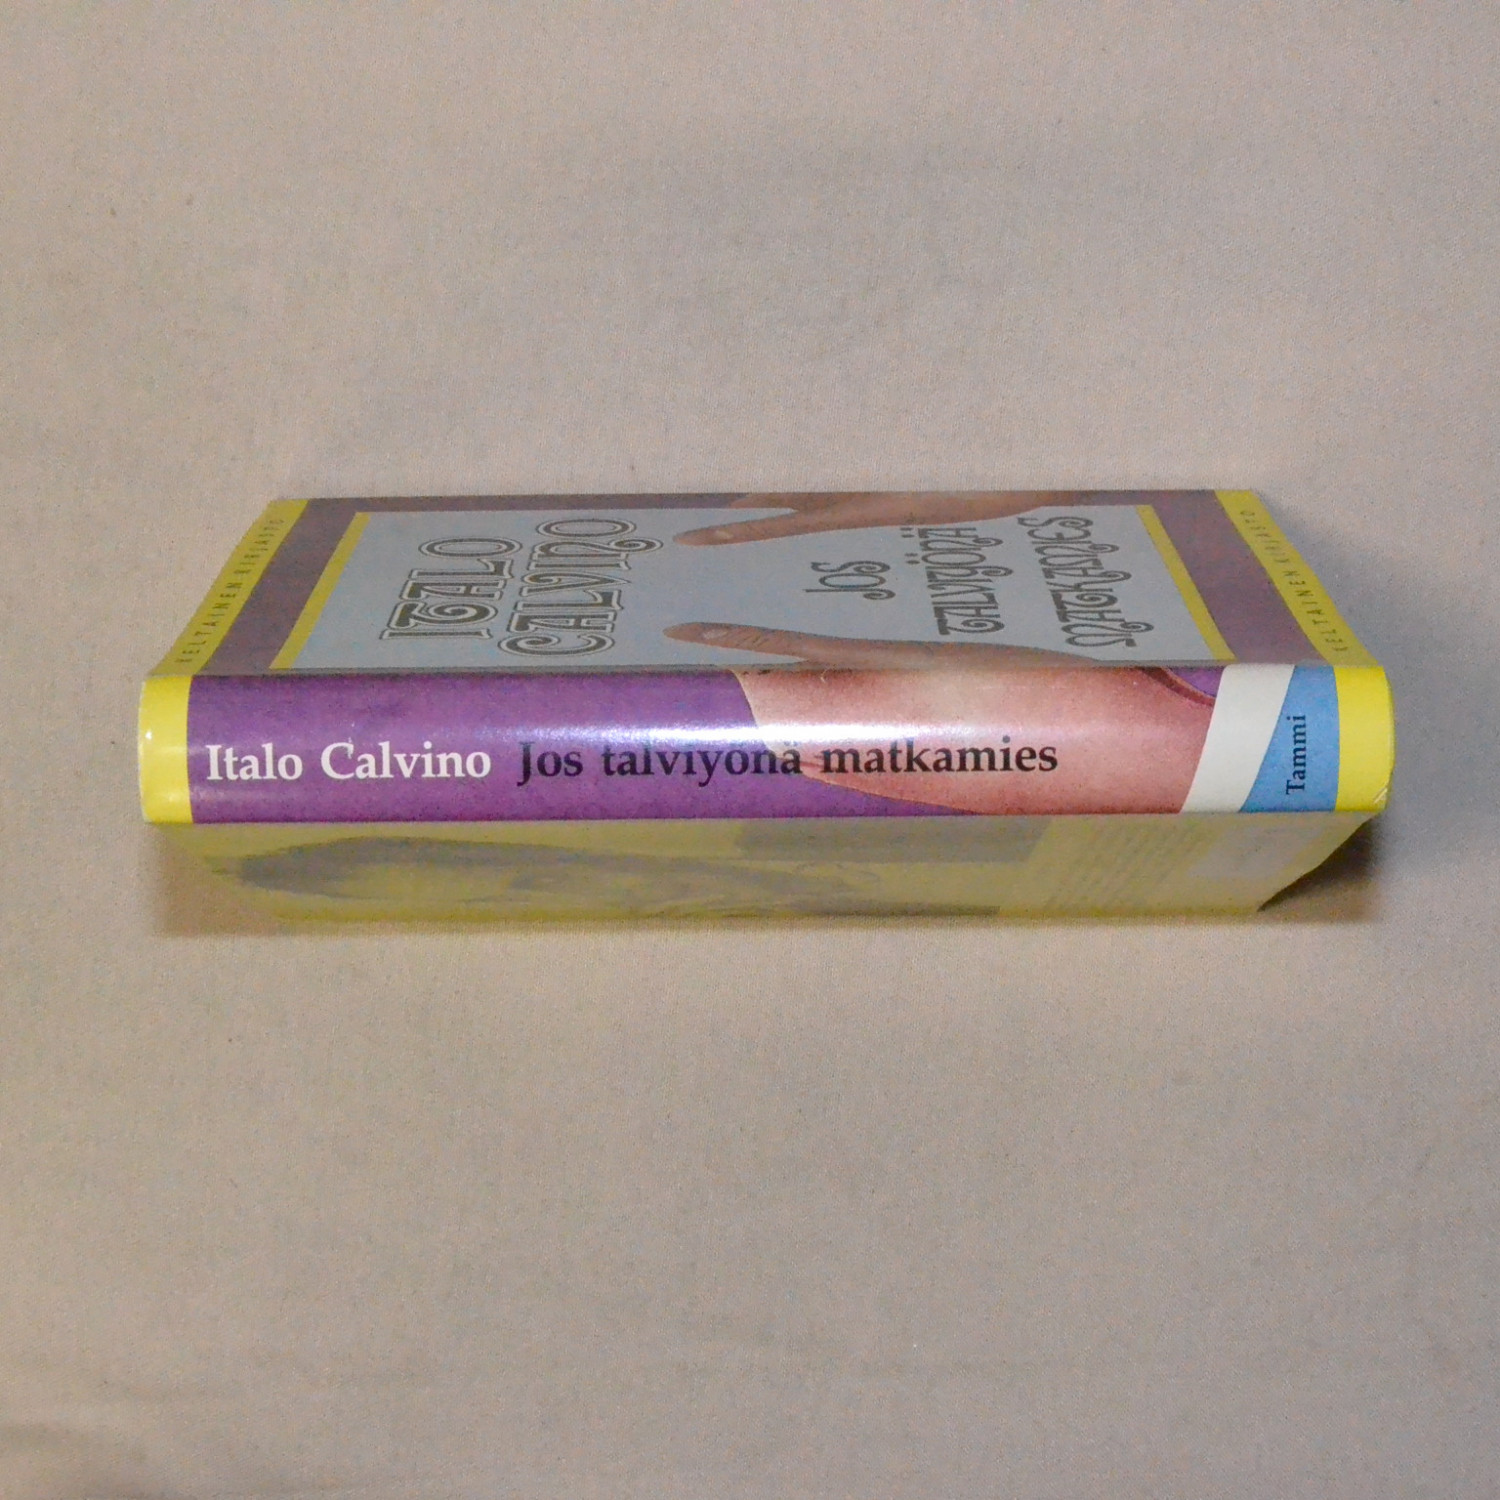 KELTAINEN KIRJASTO
ITALO
CALVINO
JOS
TALVIYÖNÄ
MATKAMIES
KELTAINEN KIRJASTO
Italo Calvino Jos talviyönä matkamies
Tammi